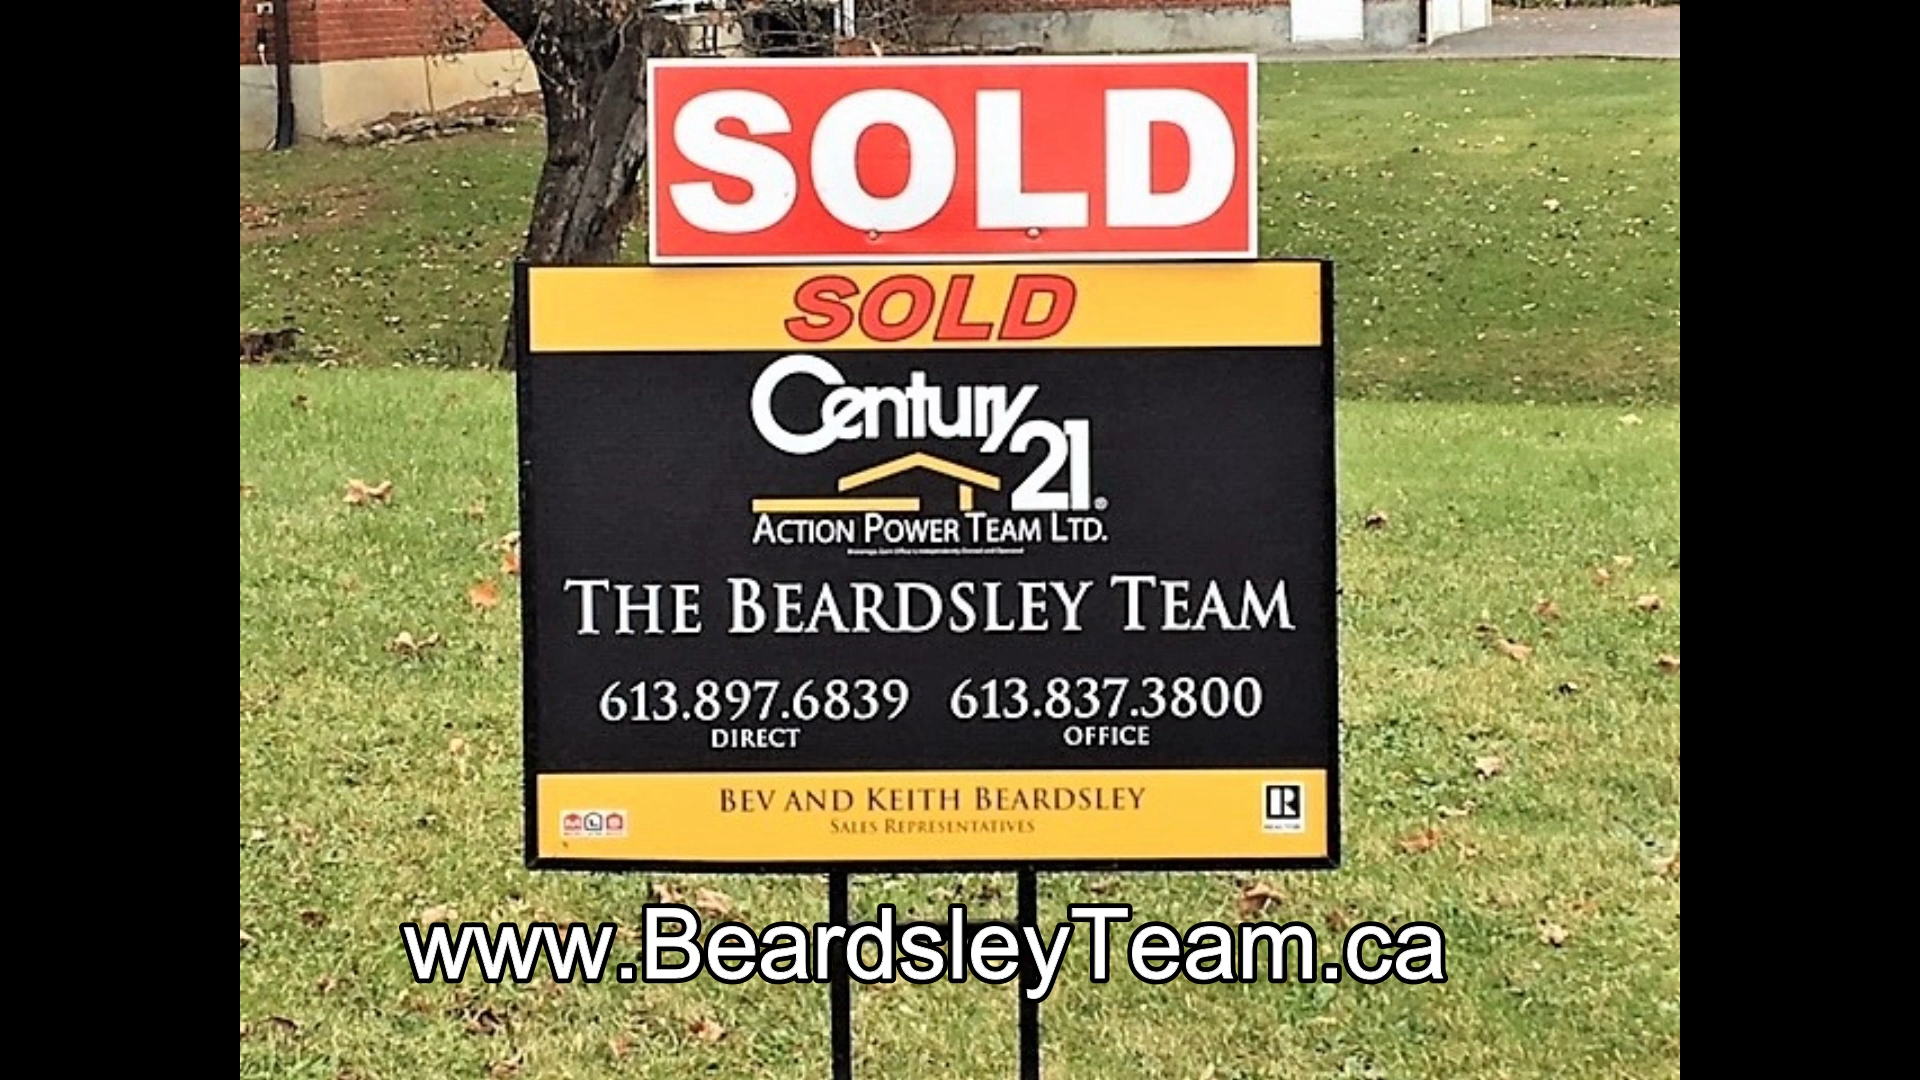 SOLD
SOLD
Century 21®
ACTION POWER TEAM LTD.
THE BEARDSLEY TEAM
613.897.6839 613.837.3800
DIRECT OFFICE
BEV AND KEITH BEARDSLEY
SALES REPRESENTATIVES
R
REALTOR
www.BeardsleyTeam.ca